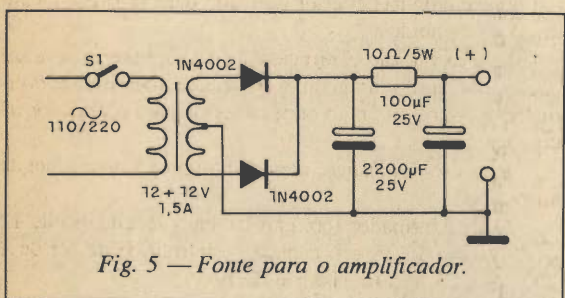 S1
1N4002
10Ω/5W
(+)
100µF
25V
110/220
2200µF
25V
1N4002
12+12V
1,5A
Fig. 5 — Fonte para o amplificador.